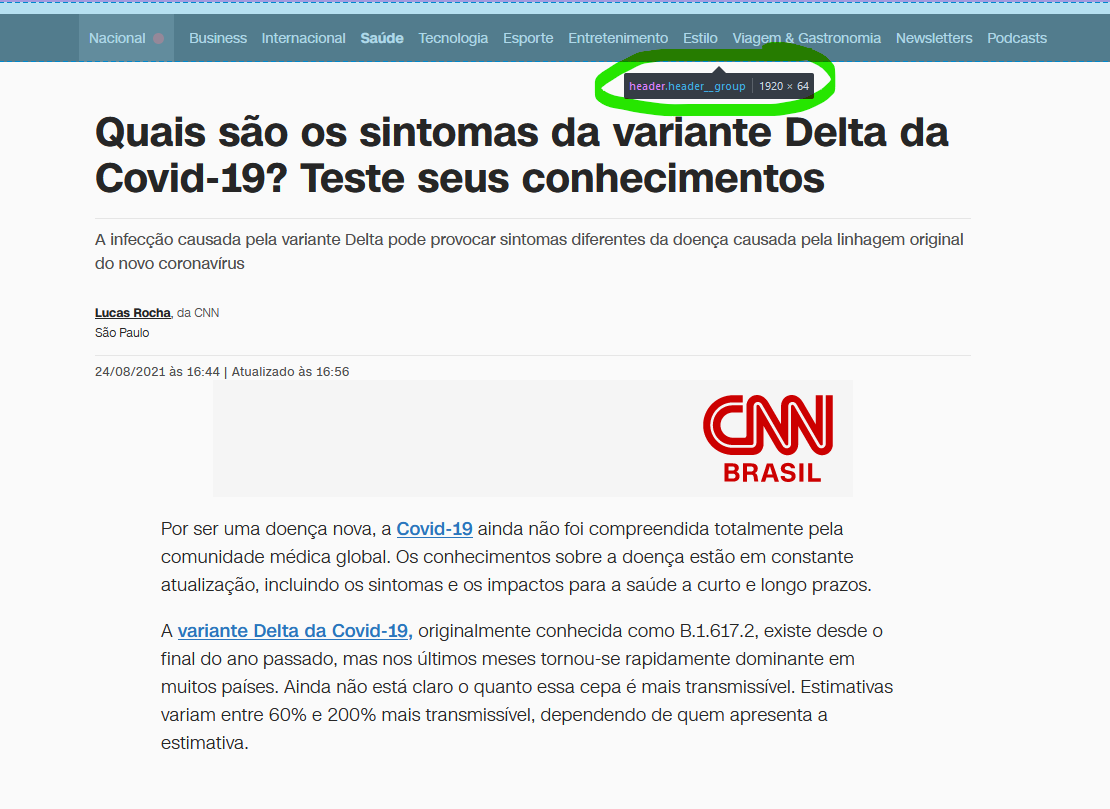 Nacional Business Internacional Saúde Tecnologia Esporte Entretenimento Estilo Viagem & Gastronomia Newsletters Podcasts
header.header__group 1920 × 64
Quais são os sintomas da variante Delta da
Covid-19? Teste seus conhecimentos
A infecção causada pela variante Delta pode provocar sintomas diferentes da doença causada pela linhagem original
do novo coronavírus
Lucas Rocha, da CNN
São Paulo
24/08/2021 às 16:44 | Atualizado às 16:56
CNN
BRASIL
Por ser uma doença nova, a Covid-19 ainda não foi compreendida totalmente pela
comunidade médica global. Os conhecimentos sobre a doença estão em constante
atualização, incluindo os sintomas e os impactos para a saúde a curto e longo prazos.
A variante Delta da Covid-19, originalmente conhecida como B.1.617.2, existe desde o
final do ano passado, mas nos últimos meses tornou-se rapidamente dominante em
muitos países. Ainda não está claro o quanto essa cepa é mais transmissível. Estimativas
variam entre 60% e 200% mais transmissível, dependendo de quem apresenta a
estimativa.